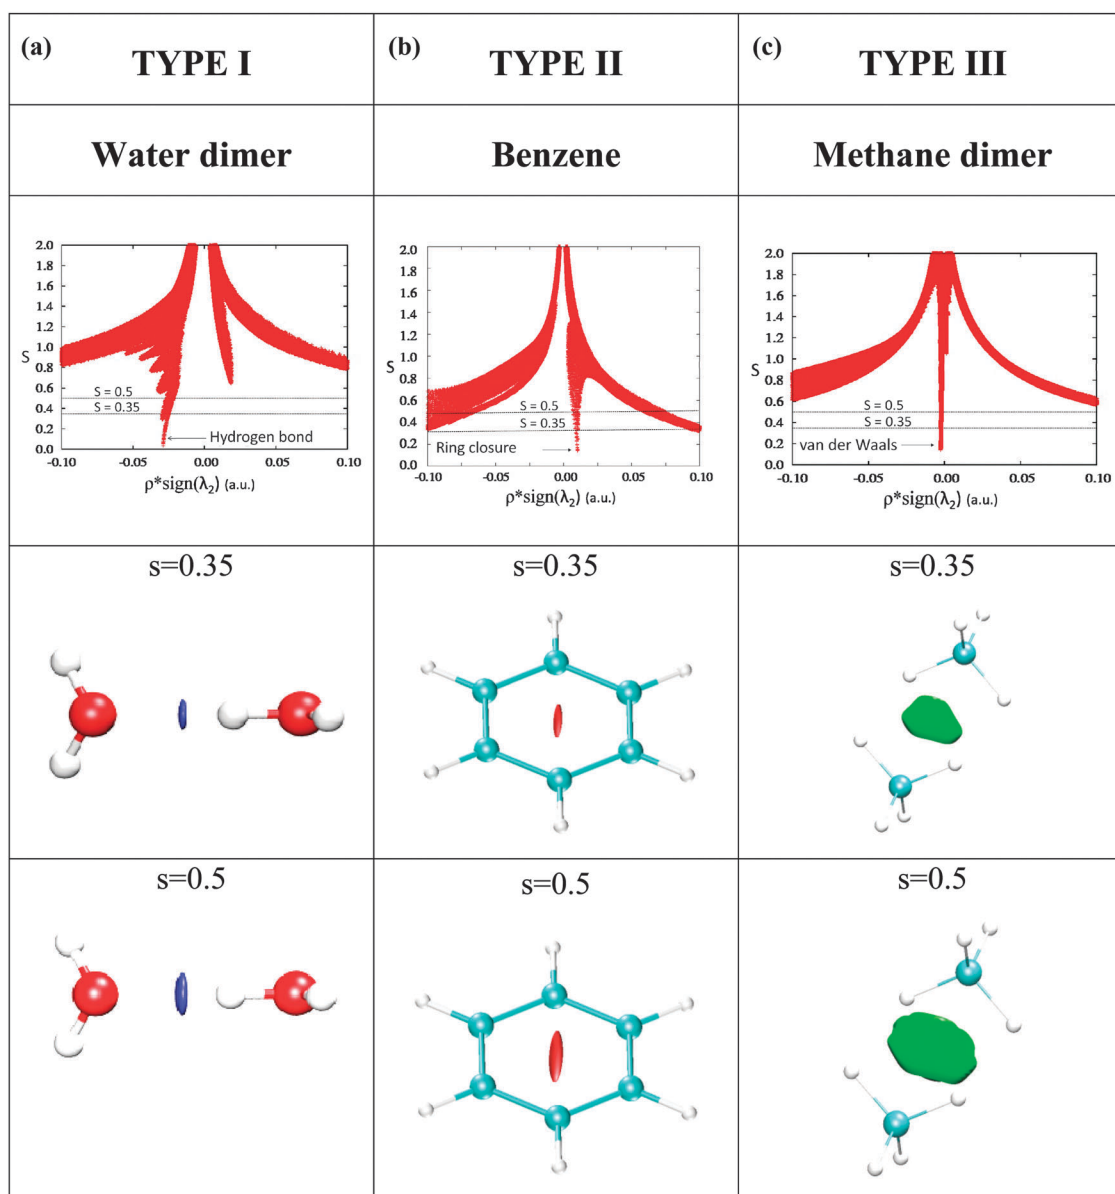 (a) TYPE I
(b) TYPE II
(c) TYPE III
Water dimer
Benzene
Methane dimer
2.0
1.8
1.6
1.4
1.2
1.0
S
0.8
0.6
S = 0.5
0.4
S = 0.35
0.2
Hydrogen bond
0.0
-0.10 -0.05 0.00 0.05 0.10
ρ*sign(λ₂) (a.u.)
2.0
1.8
1.6
1.4
1.2
1.0
S
0.8
0.6
S = 0.5
0.4
S = 0.35
0.2
Ring closure
0.0
-0.10 -0.05 0.00 0.05 0.10
ρ*sign(λ₂) (a.u.)
2.0
1.8
1.6
1.4
1.2
1.0
S
0.8
0.6
S = 0.5
0.4
S = 0.35
0.2
van der Waals
0.0
-0.10 -0.05 0.00 0.05 0.10
ρ*sign(λ₂) (a.u.)
s=0.35
s=0.35
s=0.35
s=0.5
s=0.5
s=0.5